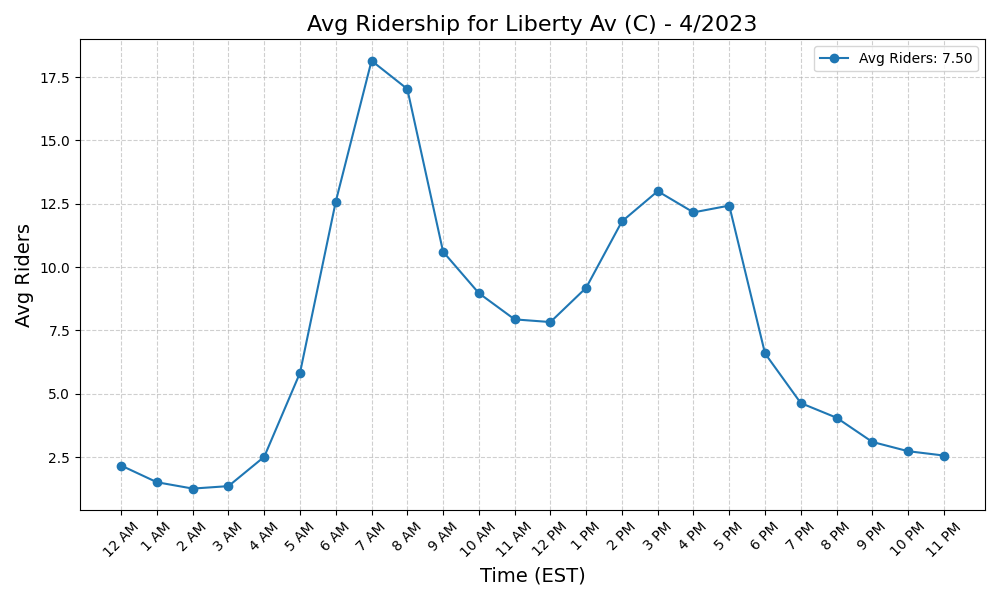 Avg Ridership for Liberty Av (C) - 4/2023
Avg Riders: 7.50
Avg Riders
17.5
15.0
12.5
10.0
7.5
5.0
2.5
12 AM
1 AM
2 AM
3 AM
4 AM
5 AM
6 AM
7 AM
8 AM
9 AM
10 AM
11 AM
12 PM
1 PM
2 PM
3 PM
4 PM
5 PM
6 PM
7 PM
8 PM
9 PM
10 PM
11 PM
Time (EST)